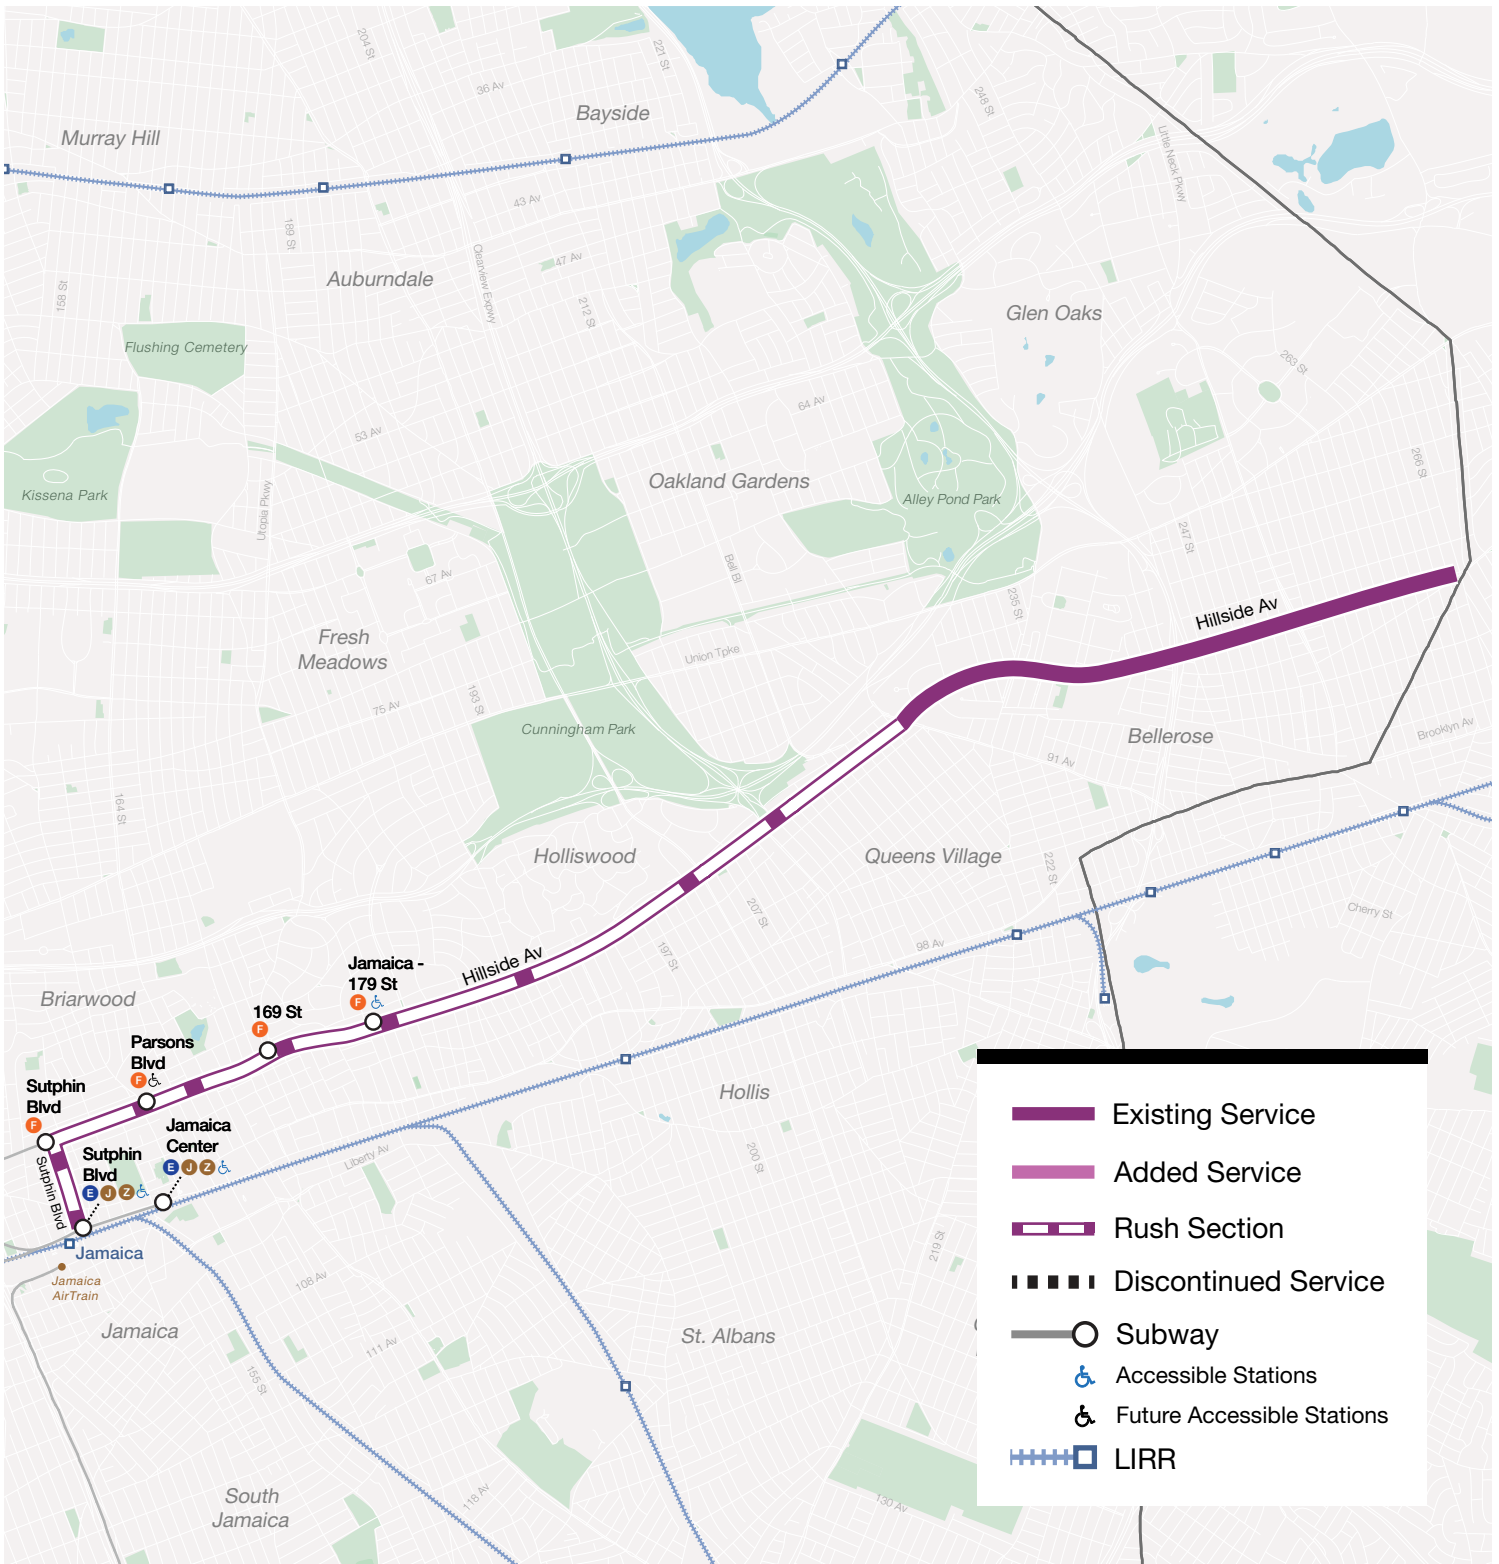 204 St
221 St
36 Av
Bayside
Murray Hill
248 St
Little Neck Pkwy
43 Av
189 St
Clearview Expwy
47 Av
Auburndale
158 St
212 St
Glen Oaks
Flushing Cemetery
263 St
64 Av
53 Av
266 St
Oakland Gardens
Kissena Park
Alley Pond Park
Utopia Pkwy
247 St
67 Av
Bell Bl
235 St
Hillside Av
Fresh
Meadows
Union Tpke
193 St
75 Av
Cunningham Park
Bellerose
Brooklyn Av
91 Av
164 St
Holliswood
Queens Village
222 St
207 St
Cherry St
98 Av
197 St
Hillside Av
Jamaica -
179 St
F
Briarwood
169 St
F
Parsons
Blvd
F
Sutphin
Blvd
F
Hollis
Jamaica
Center
E J Z
Sutphin
Blvd
E J Z
Sutphin Blvd
Liberty Av
200 St
219 St
Jamaica
Jamaica
AirTrain
108 Av
Jamaica
111 Av
St. Albans
155 St
118 Av
130 Av
South
Jamaica
Existing Service
Added Service
Rush Section
Discontinued Service
Subway
Accessible Stations
Future Accessible Stations
LIRR